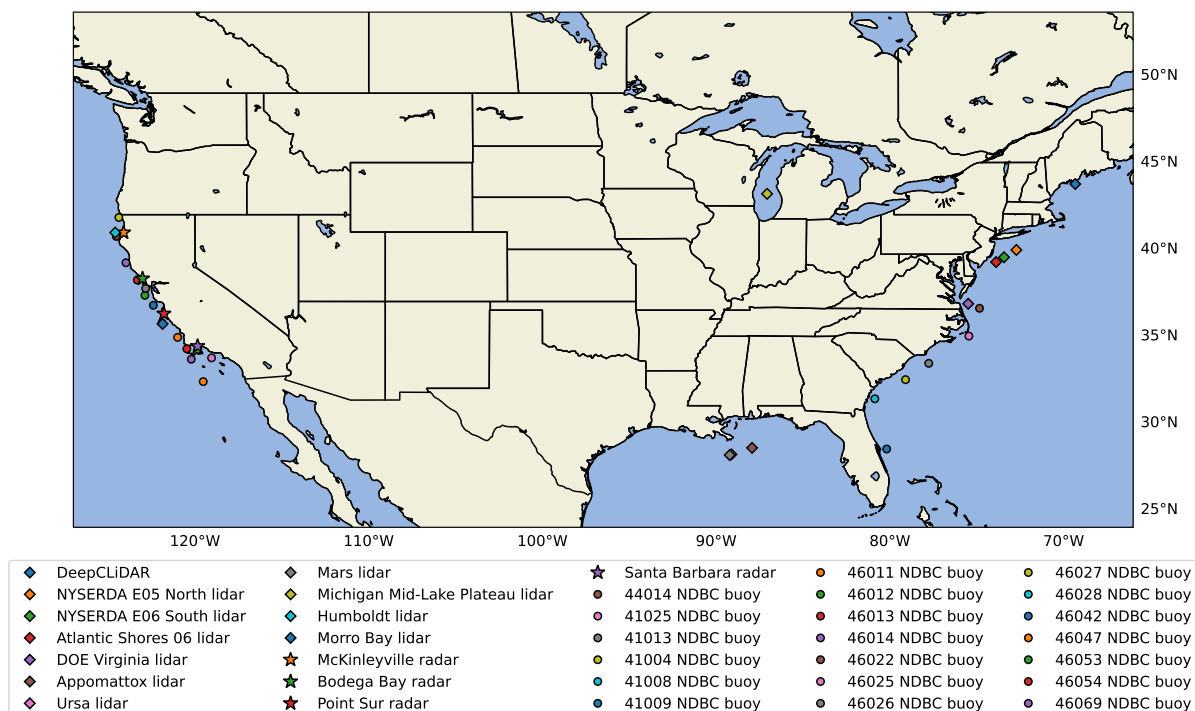 50°N
45°N
40°N
35°N
30°N
25°N
120°W 110°W 100°W 90°W 80°W 70°W
DeepCLiDAR Mars lidar Santa Barbara radar 46011 NDBC buoy 46027 NDBC buoy
NYSERDA E05 North lidar Michigan Mid-Lake Plateau lidar 44014 NDBC buoy 46012 NDBC buoy 46028 NDBC buoy
NYSERDA E06 South lidar Humboldt lidar 41025 NDBC buoy 46013 NDBC buoy 46042 NDBC buoy
Atlantic Shores 06 lidar Morro Bay lidar 41013 NDBC buoy 46014 NDBC buoy 46047 NDBC buoy
DOE Virginia lidar McKinleyville radar 41004 NDBC buoy 46022 NDBC buoy 46053 NDBC buoy
Appomattox lidar Bodega Bay radar 41008 NDBC buoy 46025 NDBC buoy 46054 NDBC buoy
Ursa lidar Point Sur radar 41009 NDBC buoy 46026 NDBC buoy 46069 NDBC buoy